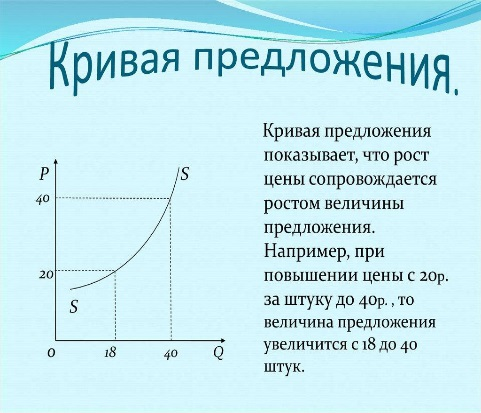 Кривая предложения.
P
S
40
20
S
0 18 40 Q
Кривая предложения
показывает, что рост
цены сопровождается
ростом величины
предложения.
Например, при
повышении цены с 20р.
за штуку до 40р. , то
величина предложения
увеличится с 18 до 40
штук.